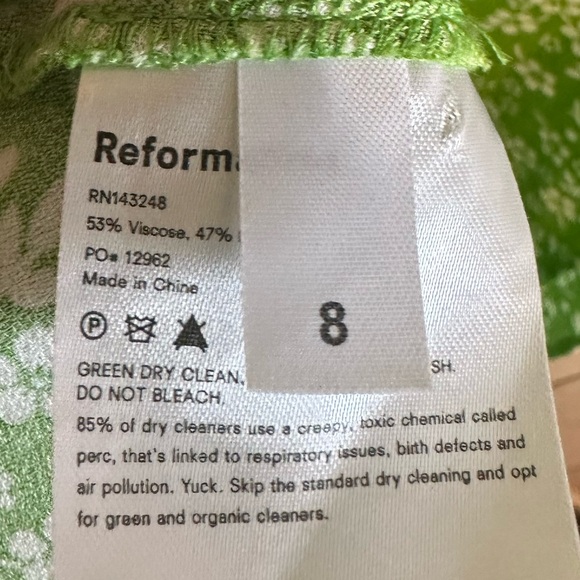 Reform
RN143248
53% Viscose, 47%
PO# 12962
Made in China
P
8
GREEN DRY CLEAN. SH.
DO NOT BLEACH.
85% of dry cleaners use a creepy, toxic chemical called
perc, that's linked to respiratory issues, birth defects and
air pollution. Yuck. Skip the standard dry cleaning and opt
for green and organic cleaners.